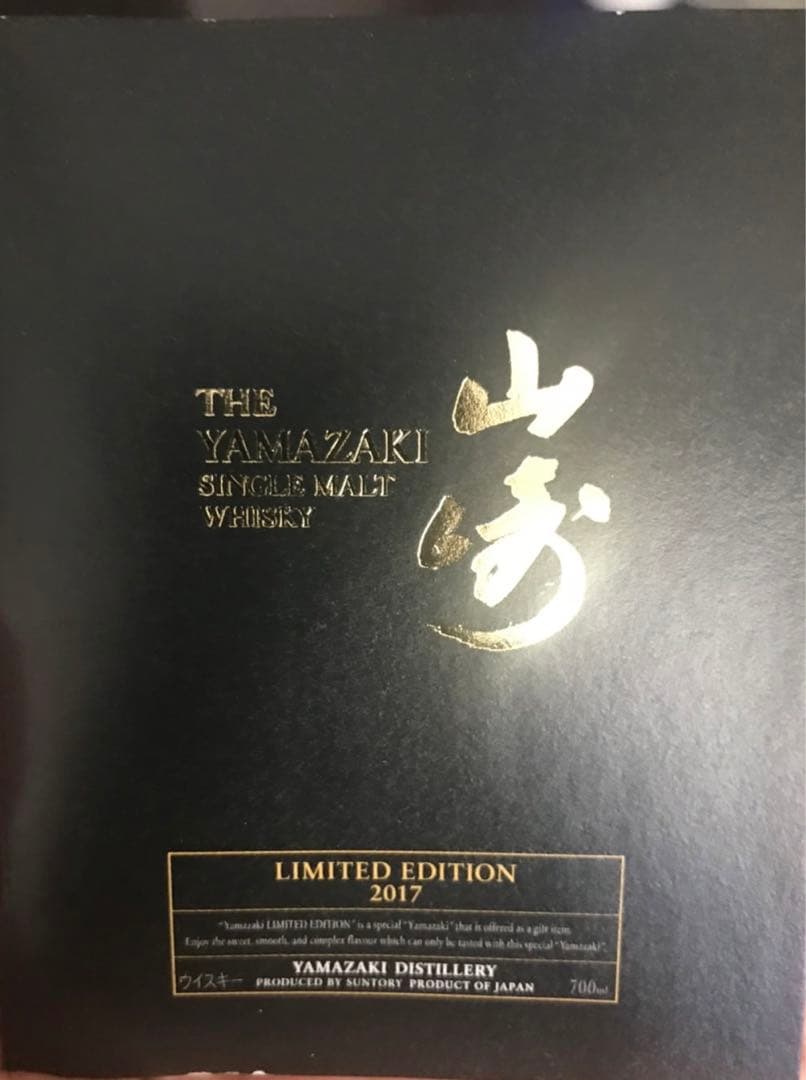 THE
YAMAZAKI
SINGLE MALT
WHISKY
山崎
LIMITED EDITION
2017
"Yamazaki LIMITED EDITION" is a special "Yamazaki" that is offered as a gift item.
Enjoy the sweet, smooth, and complex flavour which can only be tasted with this special "Yamazaki".
YAMAZAKI DISTILLERY
ウイスキー PRODUCED BY SUNTORY PRODUCT OF JAPAN 700ml